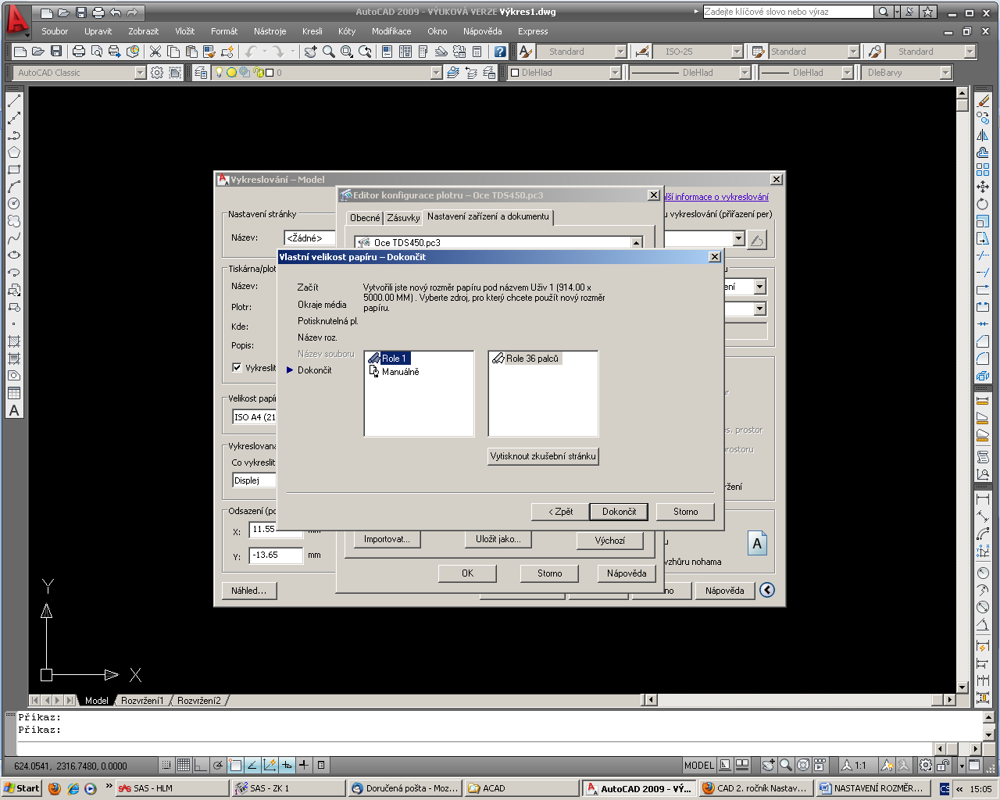 AutoCAD 2009 - VÝUKOVÁ VERZE Výkres1.dwg
Zadejte klíčové slovo nebo výraz
Soubor Upravit Zobrazit Vložit Formát Nástroje Kresli Kóty Modifikace Okno Nápověda Express
Standard ISO-25 Standard Standard
AutoCAD Classic 0 DleHlad DleHlad DleHlad DleBarvy
Vykreslování – Model
Editor konfigurace plotru – Oce TDS450.pc3
lší informace o vykreslování
Nastavení stránky
Obecné Zásuvky Nastavení zařízení a dokumentu
u vykreslování (přiřazení per)
Název: <Žádné>
Oce TDS450.pc3
Vlastní velikost papíru – Dokončit
Tiskárna/plot
Název:
Plotr:
Kde:
Popis:
Vykreslit
Začít
Okraje média
Potisknutelná pl.
Název roz.
Název souboru
Dokončit
Vytvořili jste nový rozměr papíru pod názvem Uživ 1 (914.00 x
5000.00 MM) . Vyberte zdroj, pro který chcete použít nový rozměr
papíru.
Role 1
Manuálně
Role 36 palců
Vytisknout zkušební stránku
ení
Velikost papí
ISO A4 (21
es. prostor
rostoru
Vykreslovaná
Co vykreslit
Displej
ržení
< Zpět Dokončit Storno
Odsazení (po
X: 11.55 mm
Y: -13.65 mm
Importovat... Uložit jako... Výchozí
vzhůru nohama
OK Storno Nápověda
Náhled... no Nápověda
A
Y
X
Model Rozvržení1 Rozvržení2
Příkaz:
Příkaz:
624.0541, 2316.7480, 0.0000
MODEL 1:1
Start » SAS - HLM SAS - ZK 1 Doručená pošta - Moz... ACAD AutoCAD 2009 - VÝ... CAD 2. ročník Nastav... NASTAVENÍ ROZMĚR... CS « 15:05